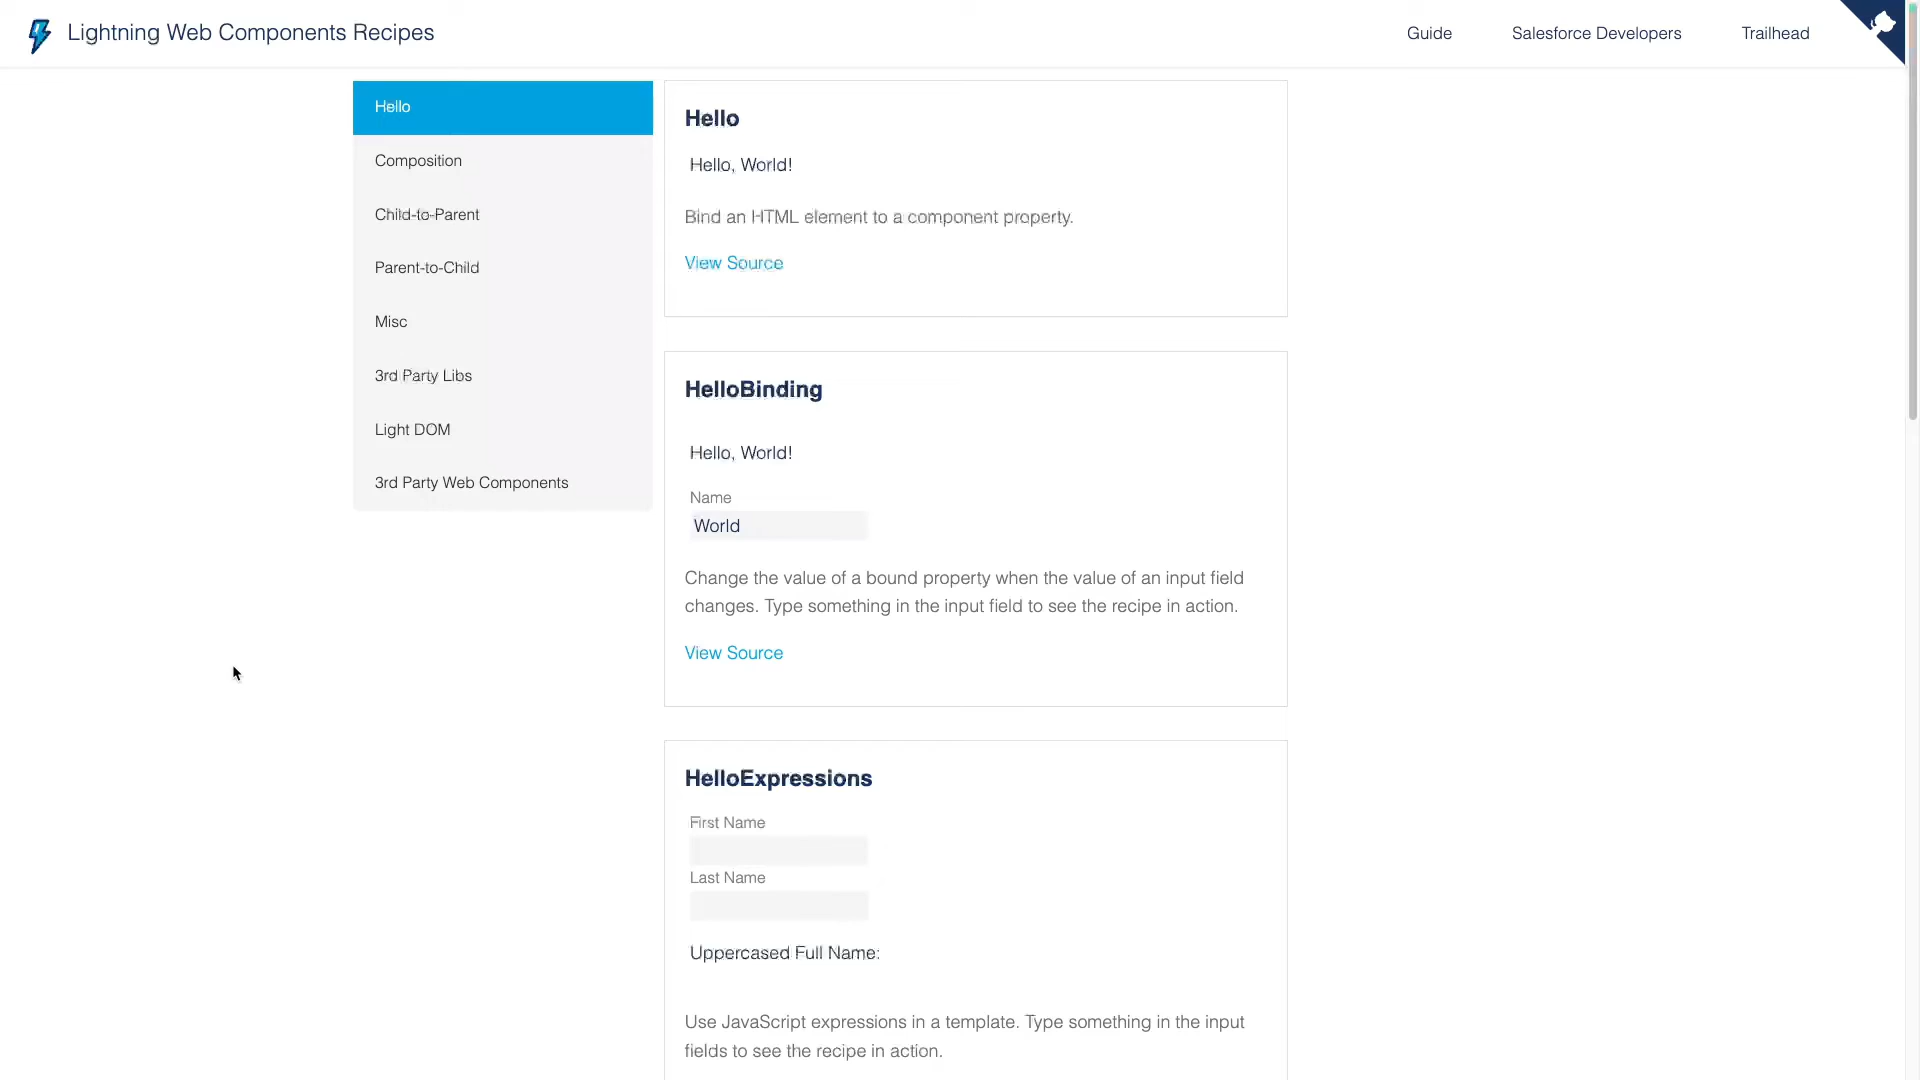 Lightning Web Components Recipes
Guide
Salesforce Developers
Trailhead
Hello
Composition
Child-to-Parent
Parent-to-Child
Misc
3rd Party Libs
Light DOM
3rd Party Web Components
Hello
Hello, World!
Bind an HTML element to a component property.
View Source
HelloBinding
Hello, World!
Name
World
Change the value of a bound property when the value of an input field
changes. Type something in the input field to see the recipe in action.
View Source
HelloExpressions
First Name
Last Name
Uppercased Full Name:
Use JavaScript expressions in a template. Type something in the input
fields to see the recipe in action.